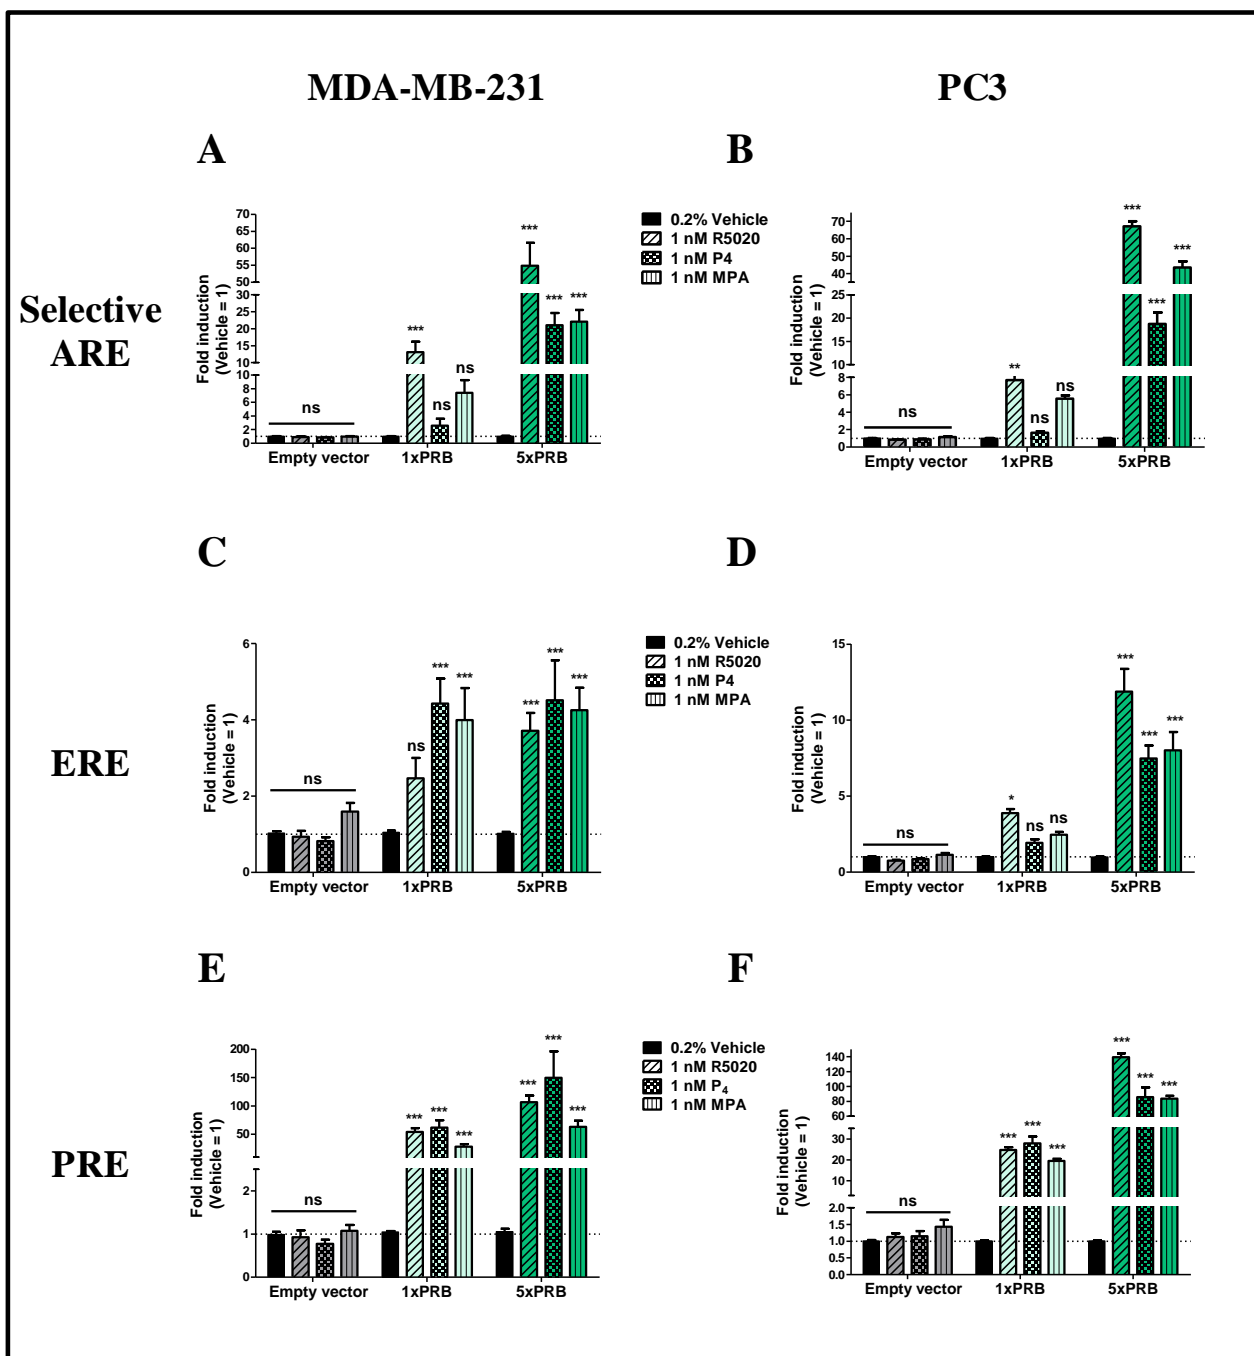 MDA-MB-231
PC3
A
B
Selective
ARE
Fold induction
(Vehicle = 1)
70
65
60
55
50
30
25
20
15
10
10
8
6
4
2
0
ns
***
ns
ns
***
***
***
Empty vector
1xPRB
5xPRB
0.2% Vehicle
1 nM R5020
1 nM P4
1 nM MPA
Fold induction
(Vehicle = 1)
70
60
50
40
25
20
15
10
8
6
4
2
0
ns
**
ns
ns
***
***
***
Empty vector
1xPRB
5xPRB
C
D
ERE
Fold induction
(Vehicle = 1)
6
4
2
0
ns
ns
***
***
***
***
***
Empty vector
1xPRB
5xPRB
0.2% Vehicle
1 nM R5020
1 nM P4
1 nM MPA
Fold induction
(Vehicle = 1)
15
10
5
0
ns
*
ns
ns
***
***
***
Empty vector
1xPRB
5xPRB
E
F
PRE
Fold induction
(Vehicle = 1)
200
150
100
50
2
1
0
ns
***
***
***
***
***
***
Empty vector
1xPRB
5xPRB
0.2% Vehicle
1 nM R5020
1 nM P₄
1 nM MPA
Fold induction
(Vehicle = 1)
140
120
100
80
60
30
20
10
2.0
1.5
1.0
0.5
0.0
ns
***
***
***
***
***
***
Empty vector
1xPRB
5xPRB